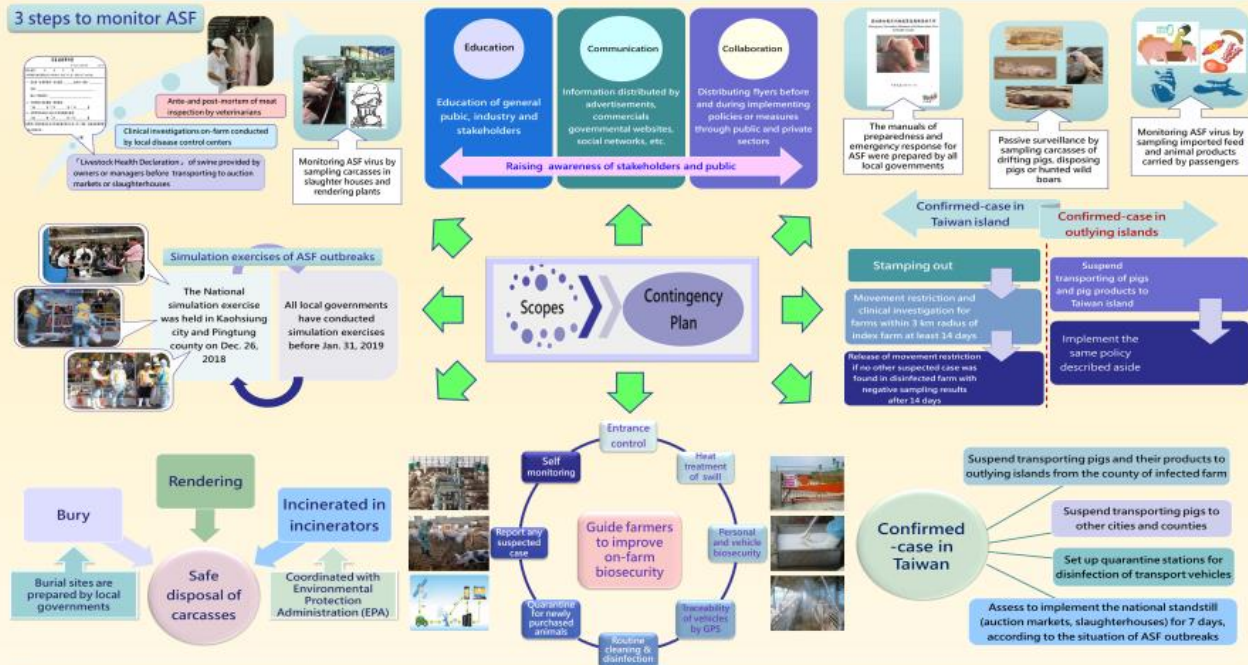 3 steps to monitor ASF
Ante-and post-mortem of meat
inspection by veterinarians
Clinical investigations on-farm conducted
by local disease control centers
「Livestock Health Declaration」 of swine provided by
owners or managers before transporting to auction
markets or slaughterhouses
Monitoring ASF virus by
sampling carcasses in
slaughter houses and
rendering plants
Education
Education of general
pubic, industry and
stakeholders
Communication
Information distributed by
advertisements,
commercials
governmental websites,
social networks, etc.
Collaboration
Distributing flyers before
and during implementing
policies or measures
through public and private
sectors
Raising awareness of stakeholders and public
The manuals of
preparedness and
emergency response for
ASF were prepared by all
local governments
Passive surveillance by
sampling carcasses of
drifting pigs, disposing
pigs or hunted wild
boars
Monitoring ASF virus by
sampling imported feed
and animal products
carried by passengers
Simulation exercises of ASF outbreaks
The National
simulation exercise
was held in Kaohsiung
city and Pingtung
county on Dec. 26,
2018
All local governments
have conducted
simulation exercises
before Jan. 31, 2019
Scopes
Contingency
Plan
Confirmed-case in
Taiwan island
Confirmed-case in
outlying islands
Stamping out
Movement restriction and
clinical investigation for
farms within 3 km radius of
index farm at least 14 days
Release of movement restriction
if no other suspected case was
found in disinfected farm with
negative sampling results
after 14 days
Suspend
transporting of pigs
and pig products to
Taiwan island
Implement the
same policy
described aside
Bury
Rendering
Incinerated in
incinerators
Burial sites are
prepared by local
governments
Safe
disposal of
carcasses
Coordinated with
Environmental
Protection
Administration (EPA)
Entrance
control
Heat
treatment
of swill
Personal
and vehicle
biosecurity
Traceability
of vehicles
by GPS
Routine
cleaning &
disinfection
Quarantine
for newly
purchased
animals
Report any
suspected
case
Self
monitoring
Guide farmers
to improve
on-farm
biosecurity
Confirmed
-case in
Taiwan
Suspend transporting pigs and their products to
outlying islands from the county of infected farm
Suspend transporting pigs to
other cities and counties
Set up quarantine stations for
disinfection of transport vehicles
Assess to implement the national standstill
(auction markets, slaughterhouses) for 7 days,
according to the situation of ASF outbreaks